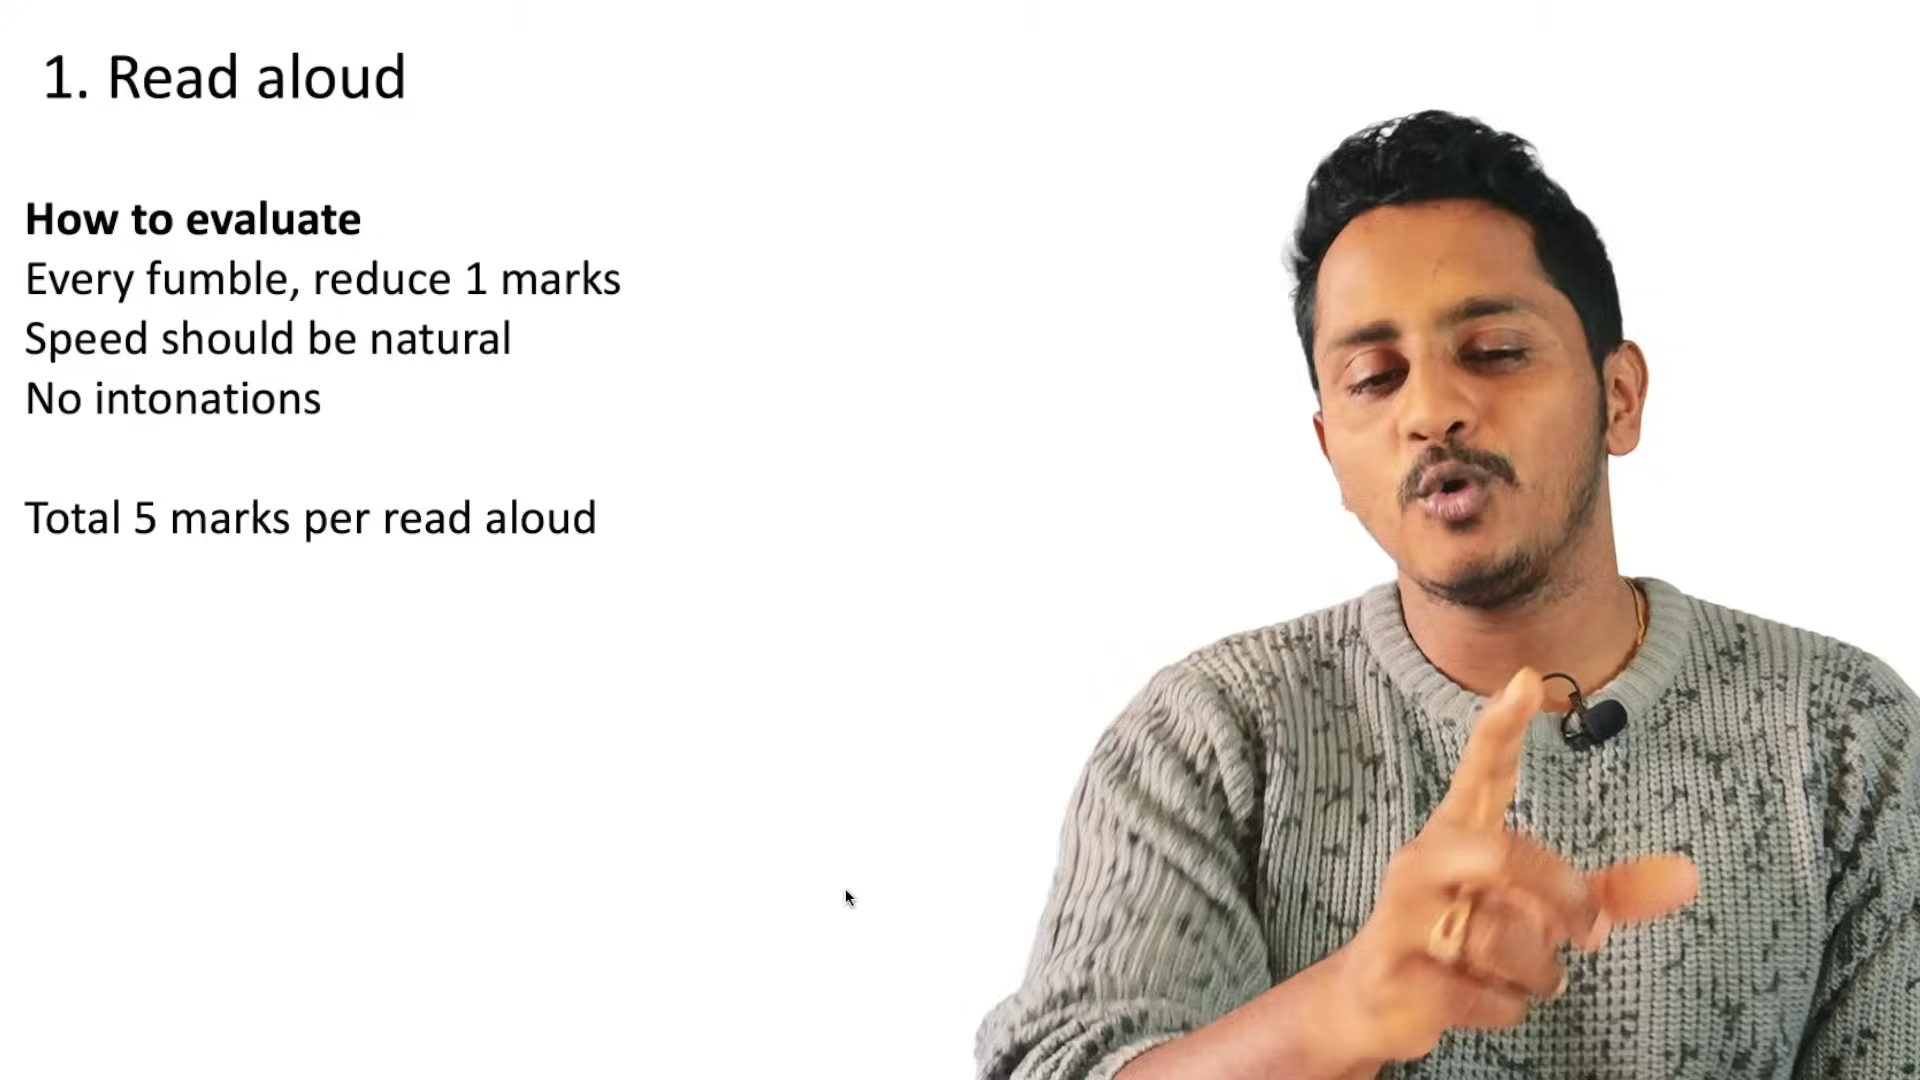 1. Read aloud
How to evaluate
Every fumble, reduce 1 marks
Speed should be natural
No intonations
Total 5 marks per read aloud